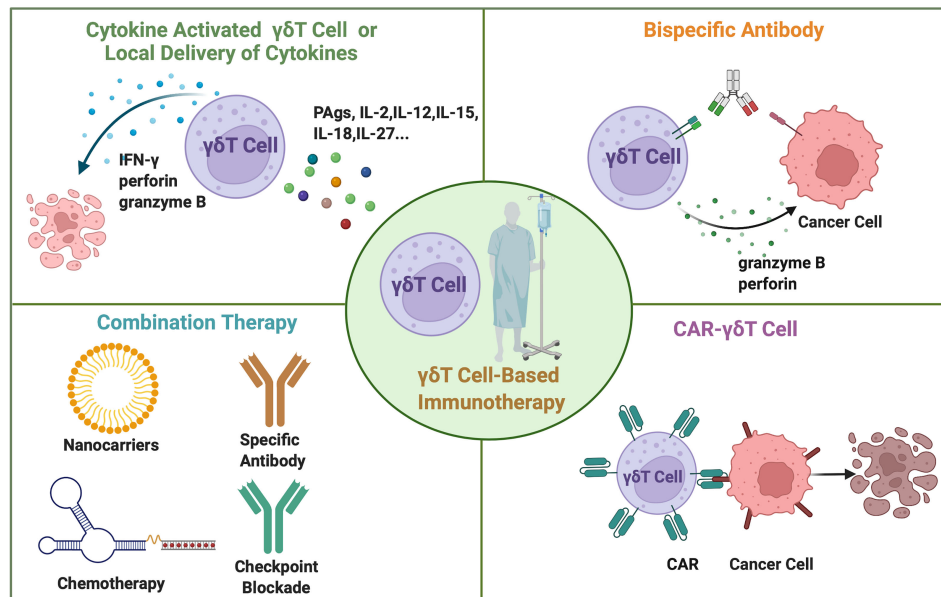 Cytokine Activated γδT Cell or
Local Delivery of Cytokines
γδT Cell
PAgs, IL-2,IL-12,IL-15,
IL-18,IL-27...
IFN-γ
perforin
granzyme B
Bispecific Antibody
γδT Cell
Cancer Cell
granzyme B
perforin
γδT Cell
γδT Cell-Based
Immunotherapy
Combination Therapy
Nanocarriers
Specific
Antibody
Chemotherapy
Checkpoint
Blockade
CAR-γδT Cell
γδT Cell
CAR
Cancer Cell